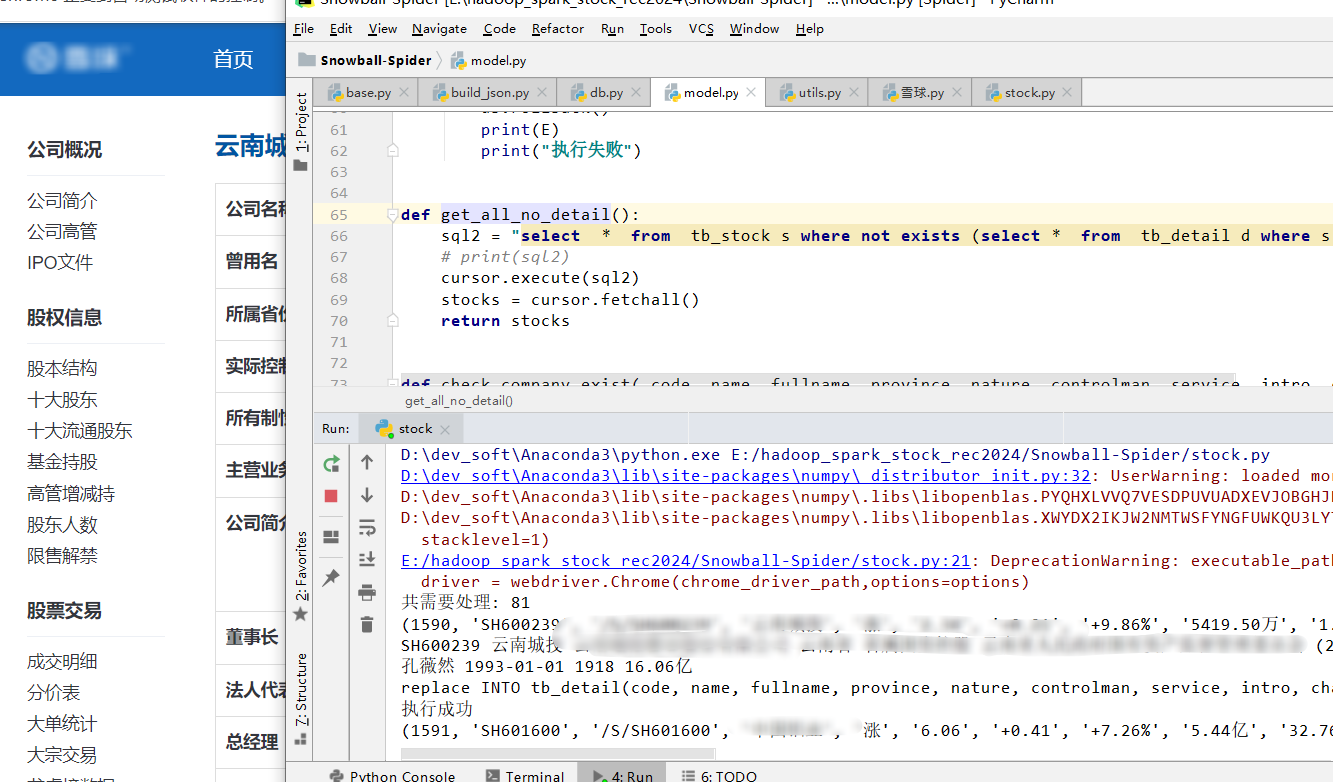 首页
公司概况
公司简介
公司高管
IPO文件
股权信息
股本结构
十大股东
十大流通股东
基金持股
高管增减持
股东人数
限售解禁
股票交易
成交明细
分价表
大单统计
大宗交易
云南城
公司名称
曾用名
所属省份
实际控制
所有制性
主营业务
公司简介
董事长
法人代表
总经理
File Edit View Navigate Code Refactor Run Tools VCS Window Help
Snowball-Spider model.py
base.py build_json.py db.py model.py utils.py 雪球.py stock.py
1: Project
2: Favorites
7: Structure
61 print(E)
62 print("执行失败")
63
64
65 def get_all_no_detail():
66 sql2 = "select * from tb_stock s where not exists (select * from tb_detail d where s
67 # print(sql2)
68 cursor.execute(sql2)
69 stocks = cursor.fetchall()
70 return stocks
71
72
73 def check_company_exist( code, name, fullname, province, nature, controlman, service, intro,
get_all_no_detail()
Run: stock
D:\dev_soft\Anaconda3\python.exe E:/hadoop_spark_stock_rec2024/Snowball-Spider/stock.py
D:\dev_soft\Anaconda3\lib\site-packages\numpy\_distributor_init.py:32: UserWarning: loaded mor
D:\dev_soft\Anaconda3\lib\site-packages\numpy\.libs\libopenblas.PYQHXLVVQ7VESDPUVUADXEVJOBGHJ
D:\dev_soft\Anaconda3\lib\site-packages\numpy\.libs\libopenblas.XWYDX2IKJW2NMTWSFYNGFUWKQU3LY
stacklevel=1)
E:/hadoop_spark_stock_rec2024/Snowball-Spider/stock.py:21: DeprecationWarning: executable_path
driver = webdriver.Chrome(chrome_driver_path,options=options)
共需要处理: 81
(1590, 'SH600239 '+9.86%', '5419.50万', '1.
SH600239 云南城投 (2
孔薇然 1993-01-01 1918 16.06亿
replace INTO tb_detail(code, name, fullname, province, nature, controlman, service, intro, cha
执行成功
(1591, 'SH601600', '/S/SH601600', '涨', '6.06', '+0.41', '+7.26%', '5.44亿', '32.76
Python Console Terminal 4: Run 6: TODO